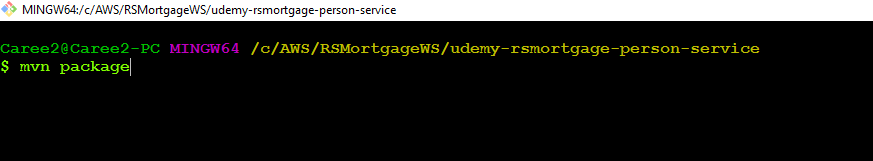 MINGW64:/c/AWS/RSMortgageWS/udemy-rsmortgage-person-service
Caree2@Caree2-PC MINGW64 /c/AWS/RSMortgageWS/udemy-rsmortgage-person-service
$ mvn package